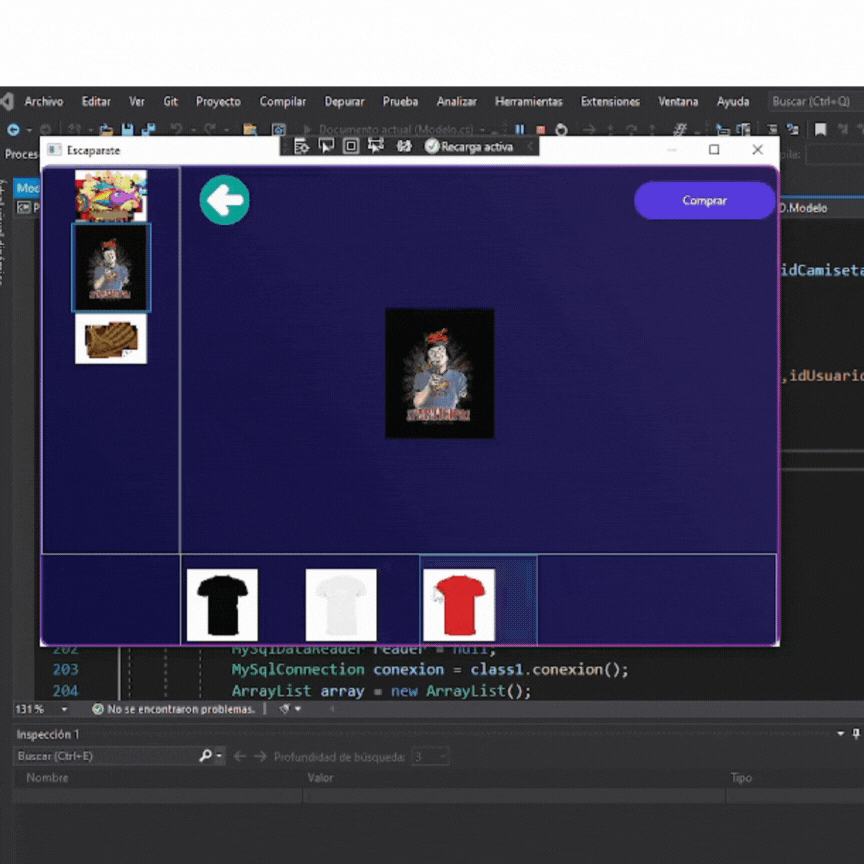 Archivo Editar Ver Git Proyecto Compilar Depurar Prueba Analizar Herramientas Extensiones Ventana Ayuda Buscar (Ctrl+Q)
Documento actual (Modelo.cs)
Escaparate
Recarga activa
Comprar
O.Modelo
idCamiseta
,idUsuario
202 MySqlDataReader reader = null;
203 MySqlConnection conexion = class1.conexion();
204 ArrayList array = new ArrayList();
131 % No se encontraron problemas.
Inspección 1
Buscar (Ctrl+E) Profundidad de búsqueda: 3
Nombre Valor Tipo